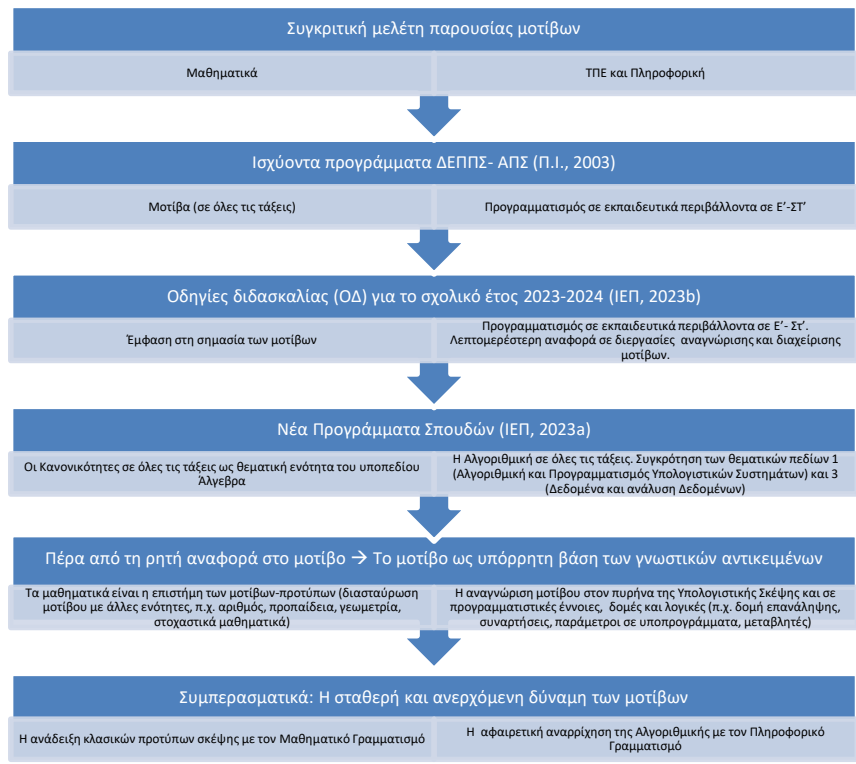 Συγκριτική μελέτη παρουσίας μοτίβων
Μαθηματικά
ΤΠΕ και Πληροφορική
Ισχύοντα προγράμματα ΔΕΠΠΣ- ΑΠΣ (Π.Ι., 2003)
Μοτίβα (σε όλες τις τάξεις)
Προγραμματισμός σε εκπαιδευτικά περιβάλλοντα σε Ε’-ΣΤ’
Οδηγίες διδασκαλίας (ΟΔ) για το σχολικό έτος 2023-2024 (ΙΕΠ, 2023b)
Έμφαση στη σημασία των μοτίβων
Προγραμματισμός σε εκπαιδευτικά περιβάλλοντα σε Ε’- Στ’.
Λεπτομερέστερη αναφορά σε διεργασίες αναγνώρισης και διαχείρισης
μοτίβων.
Νέα Προγράμματα Σπουδών (ΙΕΠ, 2023a)
Οι Κανονικότητες σε όλες τις τάξεις ως θεματική ενότητα του υποπεδίου
Άλγεβρα
Η Αλγοριθμική σε όλες τις τάξεις. Συγκρότηση των θεματικών πεδίων 1
(Αλγοριθμική και Προγραμματισμός Υπολογιστικών Συστημάτων) και 3
(Δεδομένα και ανάλυση Δεδομένων)
Πέρα από τη ρητή αναφορά στο μοτίβο → Το μοτίβο ως υπόρρητη βάση των γνωστικών αντικειμένων
Τα μαθηματικά είναι η επιστήμη των μοτίβων-προτύπων (διασταύρωση
μοτίβου με άλλες ενότητες, π.χ. αριθμός, προπαίδεια, γεωμετρία,
στοχαστικά μαθηματικά)
Η αναγνώριση μοτίβου στον πυρήνα της Υπολογιστικής Σκέψης και σε
προγραμματιστικές έννοιες, δομές και λογικές (π.χ. δομή επανάληψης,
συναρτήσεις, παράμετροι σε υποπρογράμματα, μεταβλητές)
Συμπερασματικά: Η σταθερή και ανερχόμενη δύναμη των μοτίβων
Η ανάδειξη κλασικών προτύπων σκέψης με τον Μαθηματικό Γραμματισμό
Η αφαιρετική αναρρίχηση της Αλγοριθμικής με τον Πληροφορικό
Γραμματισμό